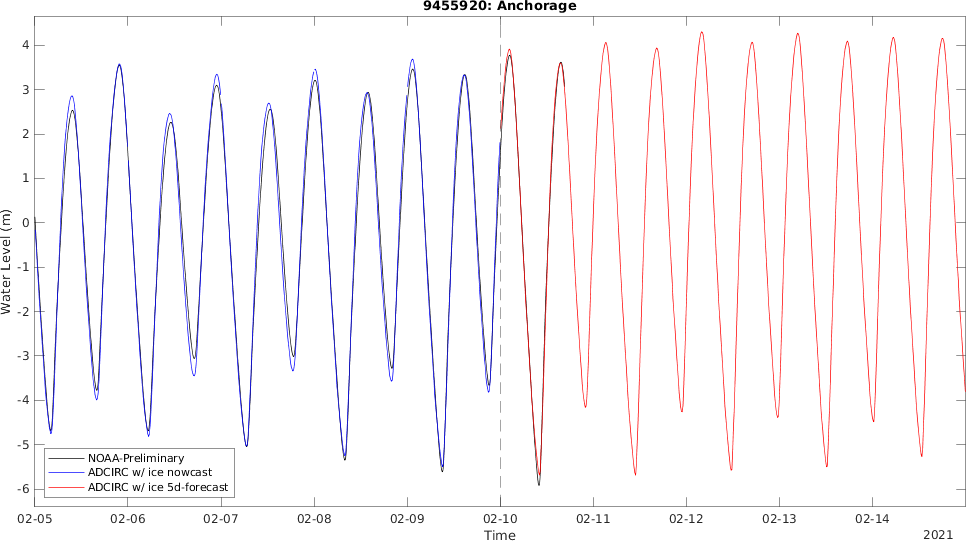 9455920: Anchorage
4
3
2
1
0
-1
-2
-3
-4
-5
-6
Water Level (m)
NOAA-Preliminary
ADCIRC w/ ice nowcast
ADCIRC w/ ice 5d-forecast
02-05 02-06 02-07 02-08 02-09 02-10 02-11 02-12 02-13 02-14
Time
2021